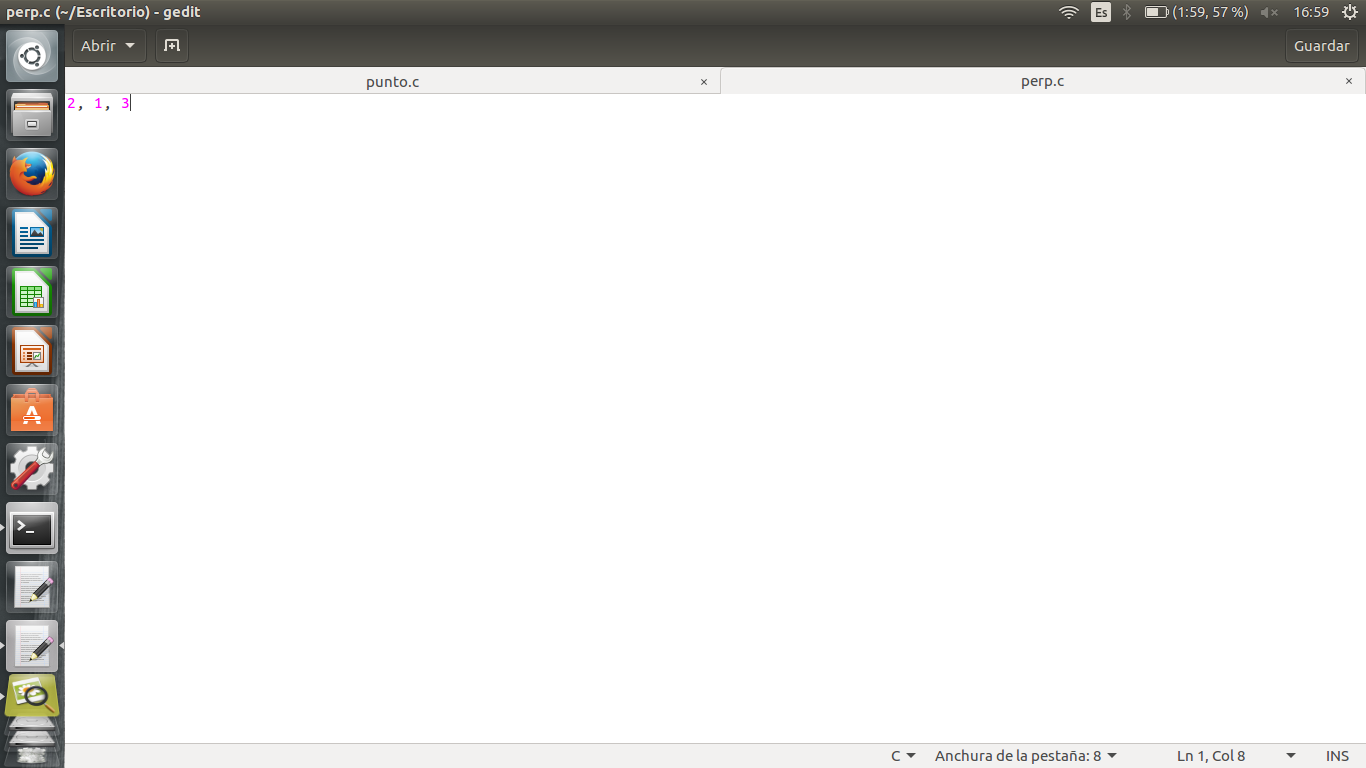 perp.c (~/Escritorio) - gedit
Es
(1:59, 57 %)
16:59
Abrir
Guardar
punto.c
×
perp.c
×
2, 1, 3
C
Anchura de la pestaña: 8
Ln 1, Col 8
INS